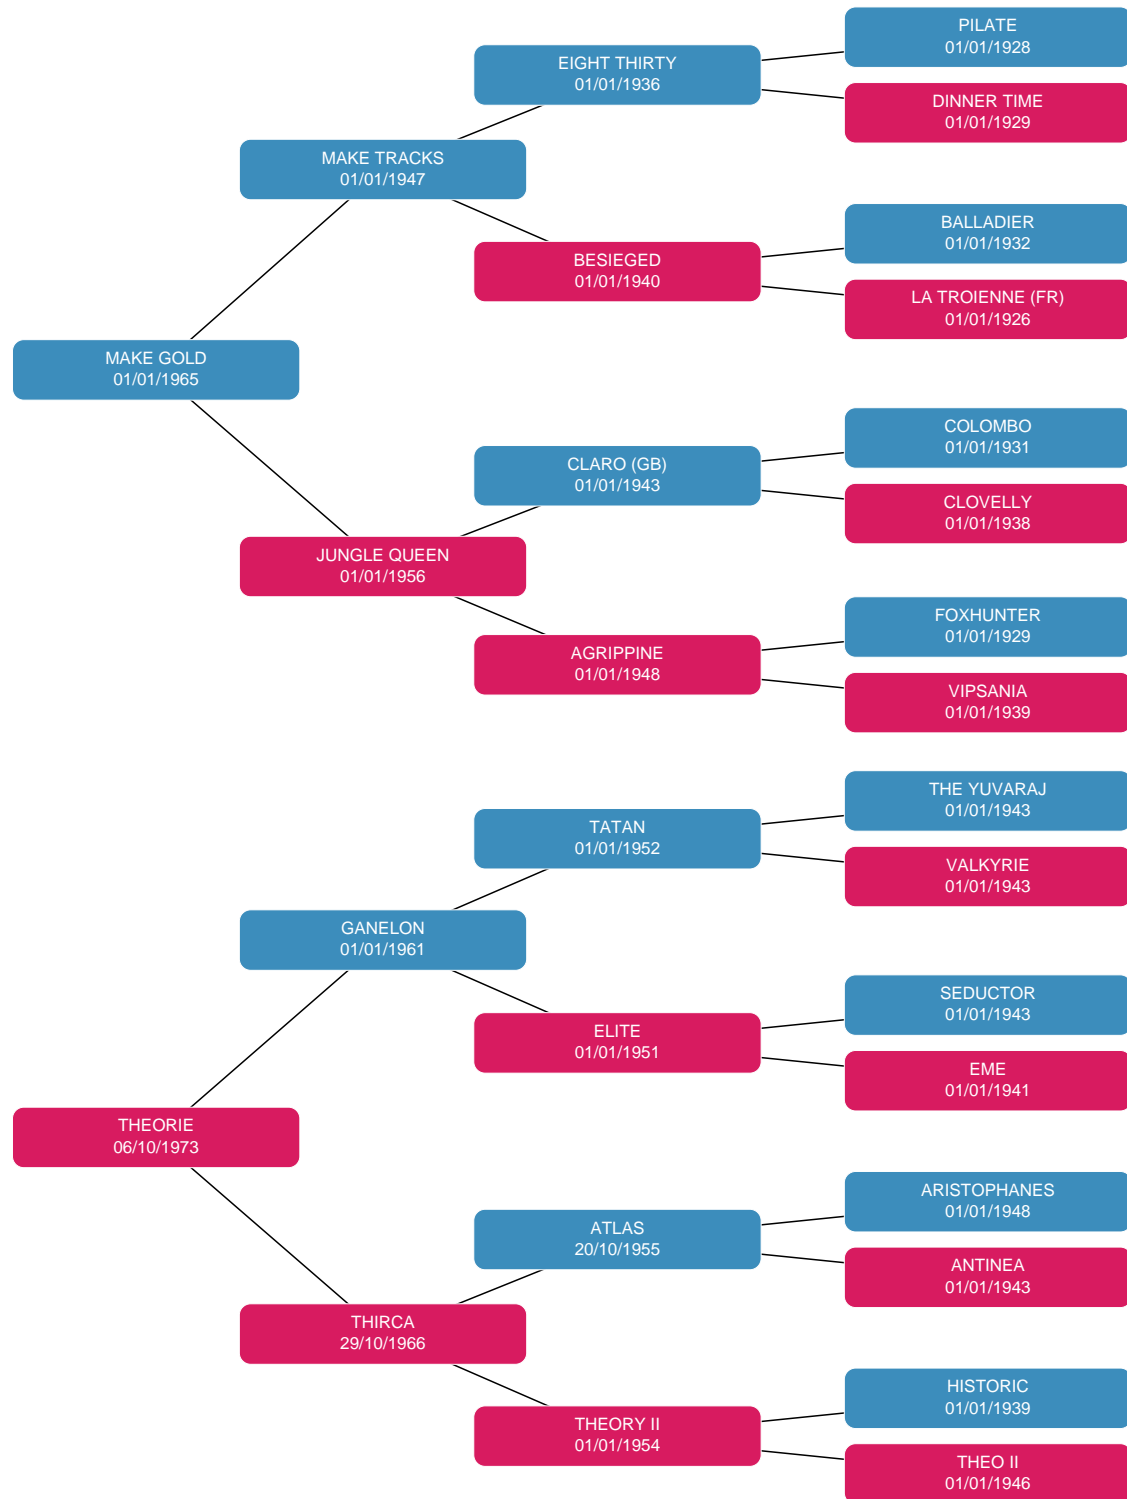 PILATE
01/01/1928
EIGHT THIRTY
01/01/1936
DINNER TIME
01/01/1929
MAKE TRACKS
01/01/1947
BALLADIER
01/01/1932
BESIEGED
01/01/1940
LA TROIENNE (FR)
01/01/1926
MAKE GOLD
01/01/1965
COLOMBO
01/01/1931
CLARO (GB)
01/01/1943
CLOVELLY
01/01/1938
JUNGLE QUEEN
01/01/1956
FOXHUNTER
01/01/1929
AGRIPPINE
01/01/1948
VIPSANIA
01/01/1939
THE YUVARAJ
01/01/1943
TATAN
01/01/1952
VALKYRIE
01/01/1943
GANELON
01/01/1961
SEDUCTOR
01/01/1943
ELITE
01/01/1951
EME
01/01/1941
THEORIE
06/10/1973
ARISTOPHANES
01/01/1948
ATLAS
20/10/1955
ANTINEA
01/01/1943
THIRCA
29/10/1966
HISTORIC
01/01/1939
THEORY II
01/01/1954
THEO II
01/01/1946